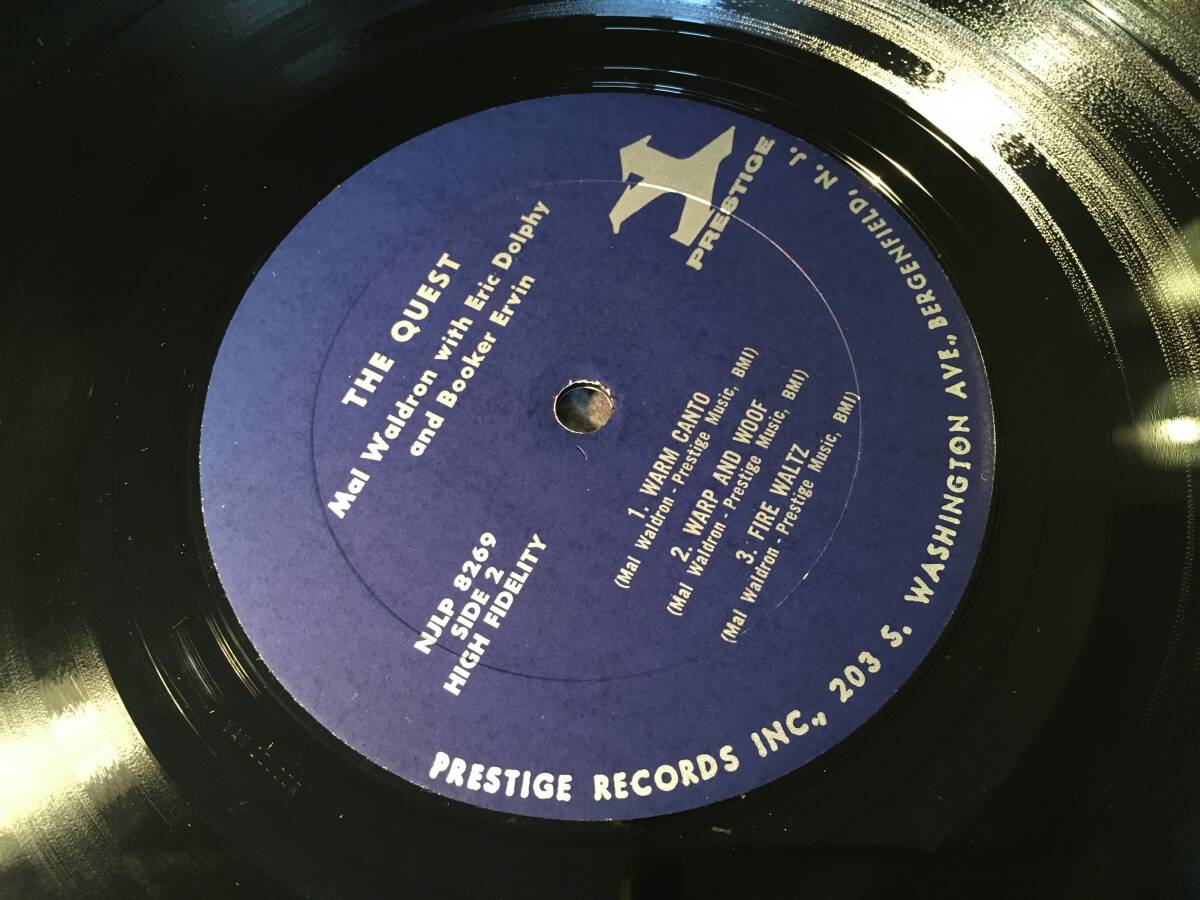 PRESTIGE
THE QUEST
Mal Waldron with Eric Dolphy
and Booker Ervin
NJLP 8269
SIDE 2
HIGH FIDELITY
1. WARM CANTO
(Mal Waldron - Prestige Music, BMI)
2. WARP AND WOOF
(Mal Waldron - Prestige Music, BMI)
3. FIRE WALTZ
(Mal Waldron - Prestige Music, BMI)
PRESTIGE RECORDS INC., 203 S. WASHINGTON AVE., BERGENFIELD, N. J.